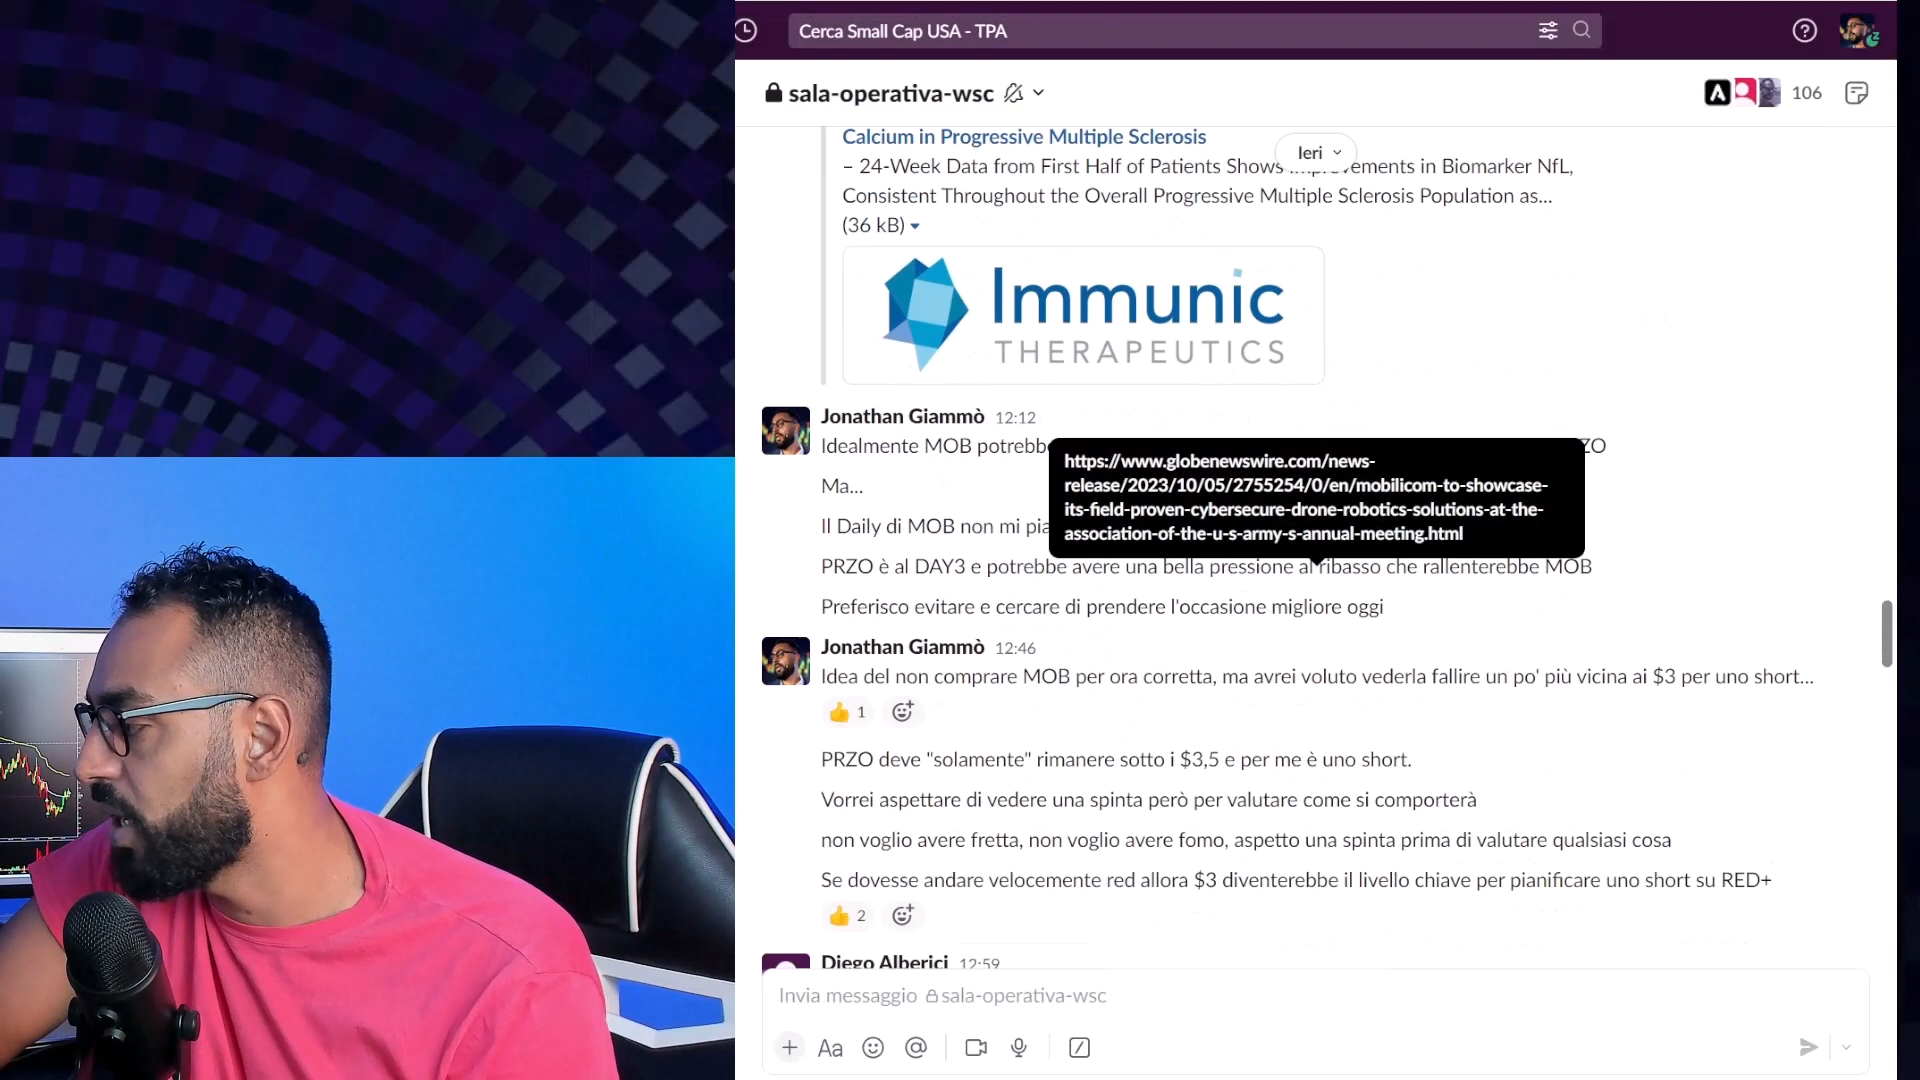 Cerca Small Cap USA - TPA
sala-operativa-wsc
106
Calcium in Progressive Multiple Sclerosis
Ieri
– 24-Week Data from First Half of Patients Shows Improvements in Biomarker NfL,
Consistent Throughout the Overall Progressive Multiple Sclerosis Population as...
(36 kB)
Immunic
THERAPEUTICS
Jonathan Giammò 12:12
Idealmente MOB potrebbe
https://www.globenewswire.com/news-
release/2023/10/05/2755254/0/en/mobilicom-to-showcase-
its-field-proven-cybersecure-drone-robotics-solutions-at-the-
association-of-the-u-s-army-s-annual-meeting.html
Ma...
Il Daily di MOB non mi
PRZO è al DAY3 e potrebbe avere una bella pressione al ribasso che rallenterebbe MOB
Preferisco evitare e cercare di prendere l'occasione migliore oggi
Jonathan Giammò 12:46
Idea del non comprare MOB per ora corretta, ma avrei voluto vederla fallire un po' più vicina ai $3 per uno short...
1
PRZO deve "solamente" rimanere sotto i $3,5 e per me è uno short.
Vorrei aspettare di vedere una spinta però per valutare come si comporterà
non voglio avere fretta, non voglio avere fomo, aspetto una spinta prima di valutare qualsiasi cosa
Se dovesse andare velocemente red allora $3 diventerebbe il livello chiave per pianificare uno short su RED+
2
Diego Alberici 12:59
Invia messaggio sala-operativa-wsc
Aa